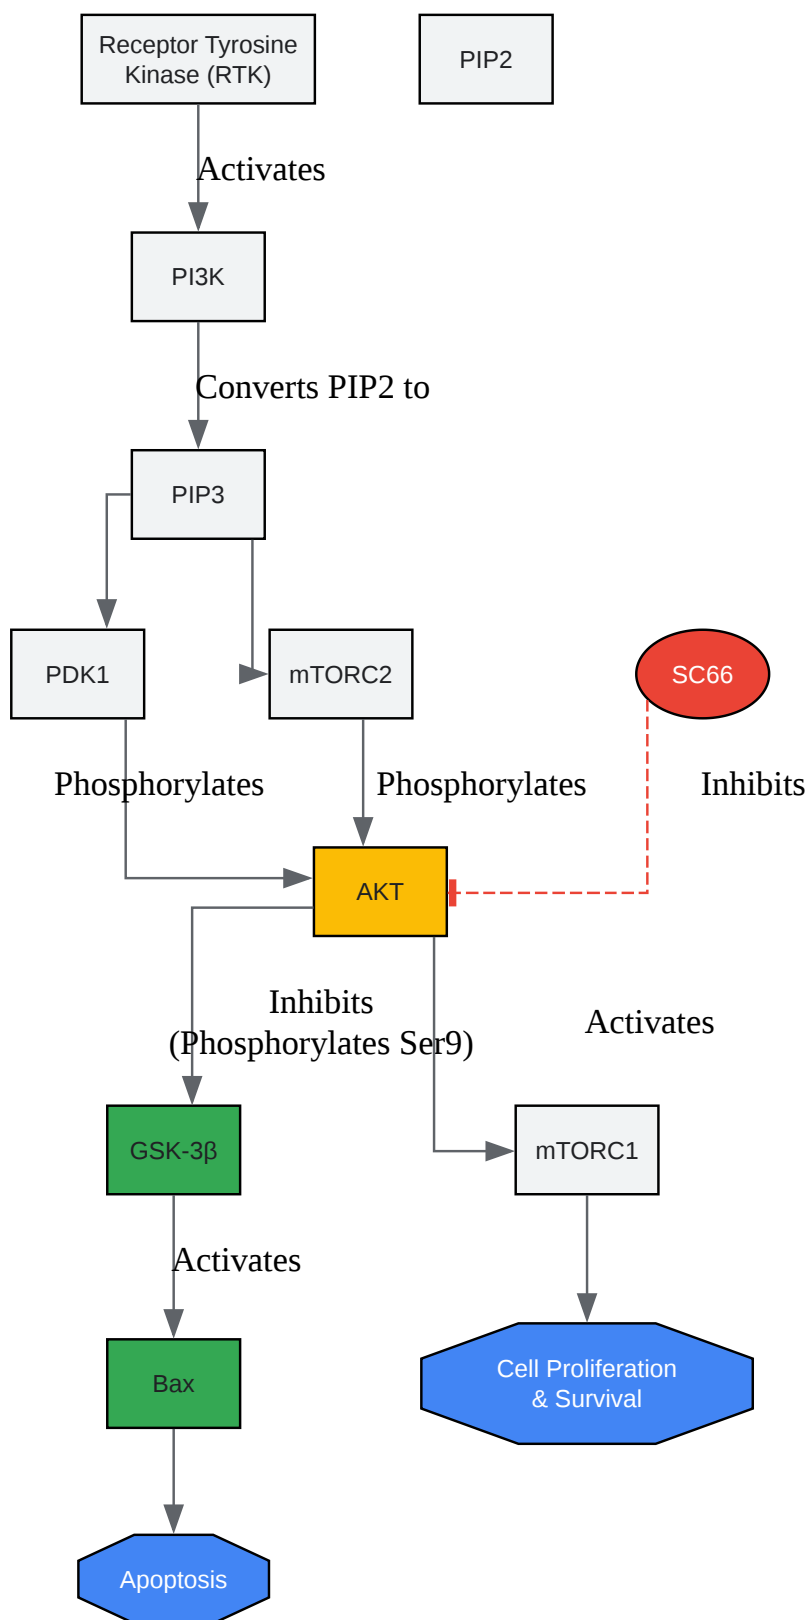 Receptor Tyrosine
Kinase (RTK)
PIP2
Activates
PI3K
Converts PIP2 to
PIP3
PDK1
mTORC2
SC66
Phosphorylates
Phosphorylates
Inhibits
AKT
Inhibits
(Phosphorylates Ser9)
Activates
GSK-3β
mTORC1
Activates
Bax
Cell Proliferation
& Survival
Apoptosis